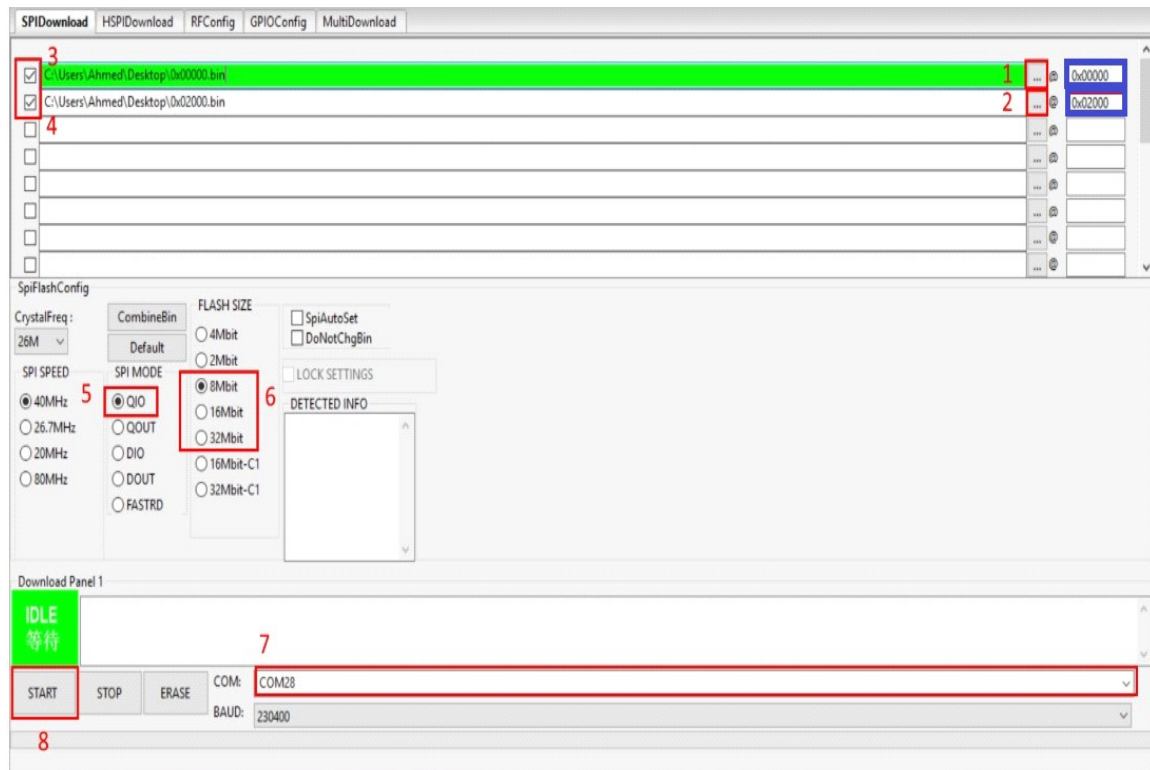 SPIDownload HSPIDownload RFConfig GPIOConfig MultiDownload
3
C:\Users\Ahmed\Desktop\0x00000.bin 1 ... @ 0x00000
C:\Users\Ahmed\Desktop\0x02000.bin 2 ... @ 0x02000
4 ... @
... @
... @
... @
... @
... @
SpiFlashConfig
CrystalFreq :
26M
CombineBin
Default
SPI SPEED
40MHz
26.7MHz
20MHz
80MHz
5
SPI MODE
QIO
QOUT
DIO
DOUT
FASTRD
FLASH SIZE
4Mbit
2Mbit
8Mbit
16Mbit
32Mbit
16Mbit-C1
32Mbit-C1
6
SpiAutoSet
DoNotChgBin
LOCK SETTINGS
DETECTED INFO
Download Panel 1
IDLE
等待
7
START STOP ERASE COM: COM28
BAUD: 230400
8